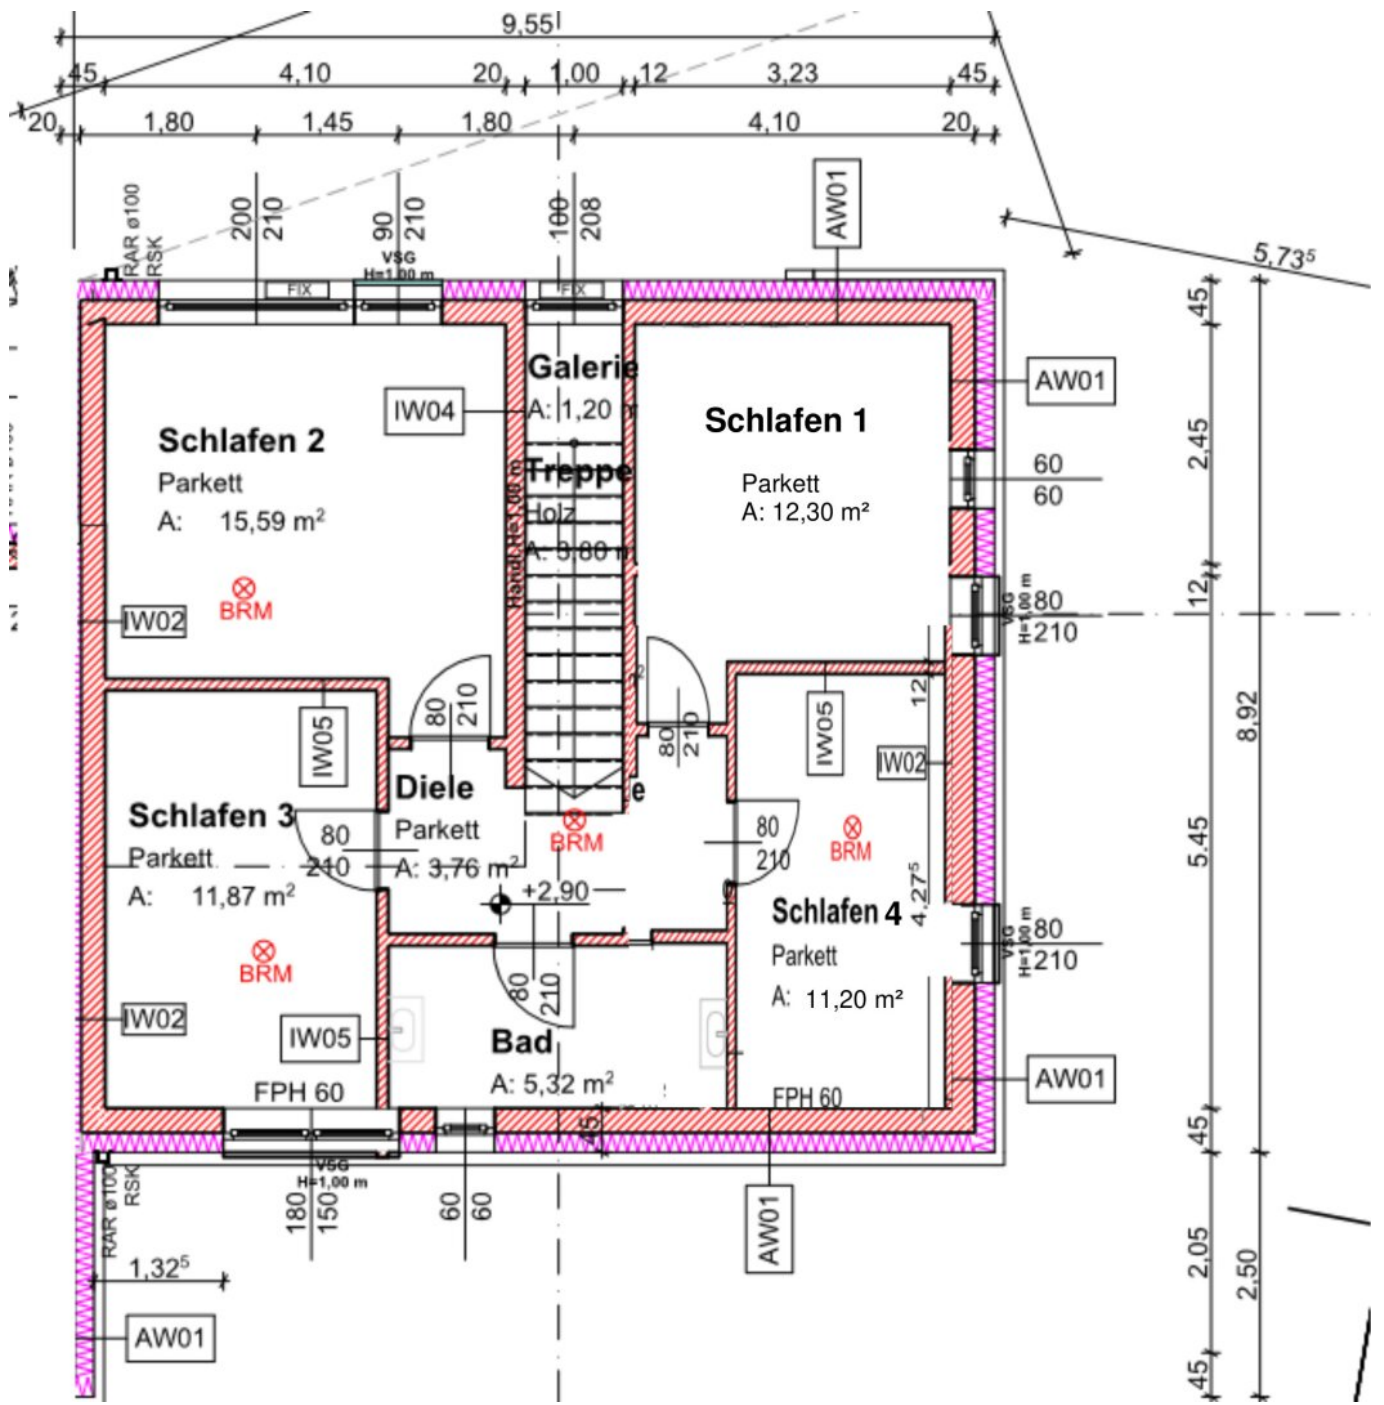 9,55
45 4,10 20 1,00 12 3,23 45
20 1,80 1,45 1,80 4,10 20
RAR ø100
RSK
200
210
90
210
VSG
H=1,00 m
100
208
AW01
5,73⁵
FIX
FIX
45
Galerie
A: 1,20 m
IW04
AW01
Schlafen 1
Parkett
A: 12,30 m²
Schlafen 2
Parkett
A: 15,59 m²
2,45
60
60
Treppe
Holz
A: 3,80 m
Handl. H=1,00 m
BRM
IW02
12
VSG
H=1,00 m
80
210
8,92
80
210
80
210
12
IW05
IW05
IW02
Diele
Parkett
A: 3,76 m²
e
Schlafen 3
Parkett
A: 11,87 m²
80
210
BRM
80
210
BRM
5.45
+2,90
4,27⁵
Schlafen 4
Parkett
A: 11,20 m²
VSG
H=1,00 m
80
210
BRM
80
210
IW02
IW05
Bad
A: 5,32 m²
FPH 60
FPH 60
AW01
45
45
VSG
H=1,00 m
RAR ø100
RSK
180
150
60
60
AW01
2,05
2,50
1,32⁵
AW01
45